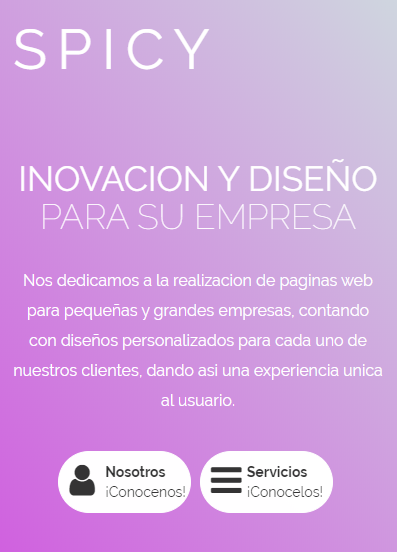 SPICY
INOVACION Y DISEÑO
PARA SU EMPRESA
Nos dedicamos a la realizacion de paginas web
para pequeñas y grandes empresas, contando
con diseños personalizados para cada uno de
nuestros clientes, dando asi una experiencia unica
al usuario.
Nosotros
¡Conocenos!
Servicios
¡Conocelos!